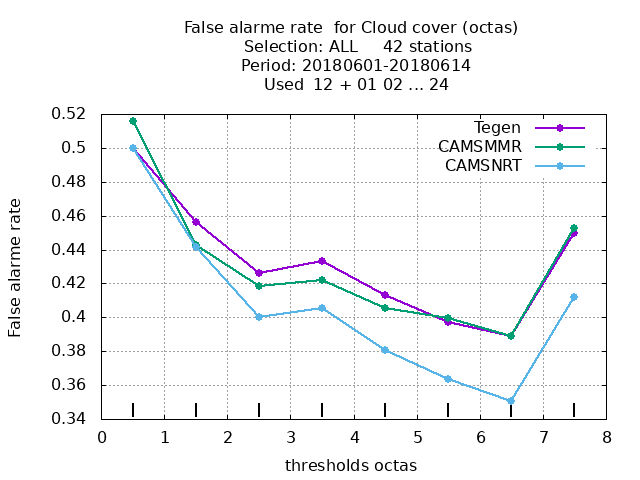 False alarme rate  for Cloud cover (octas)
Selection: ALL     42 stations
Period: 20180601-20180614
Used  12 + 01 02 ... 24
Tegen
CAMSMMR
CAMSNRT
False alarme rate
0.52
0.5
0.48
0.46
0.44
0.42
0.4
0.38
0.36
0.34
0 1 2 3 4 5 6 7 8
thresholds octas